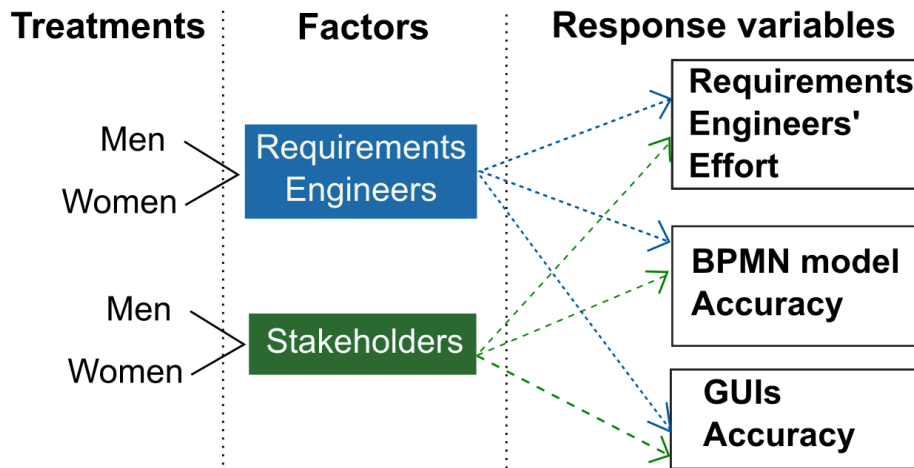 Treatments
Factors
Response variables
Men
Women
Requirements
Engineers
Men
Women
Stakeholders
Requirements
Engineers'
Effort
BPMN model
Accuracy
GUIs
Accuracy